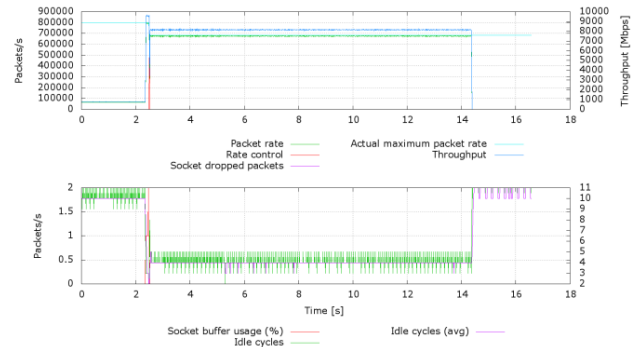 900000
800000
700000
600000
500000
400000
300000
200000
100000
0
Packets/s
10000
9000
8000
7000
6000
5000
4000
3000
2000
1000
0
Throughput [Mbps]
0 2 4 6 8 10 12 14 16 18
Packet rate
Rate control
Socket dropped packets
Actual maximum packet rate
Throughput
2
1.5
1
0.5
0
Packets/s
11
10
9
8
7
6
5
4
3
2
0 2 4 6 8 10 12 14 16 18
Time [s]
Socket buffer usage (%)
Idle cycles
Idle cycles (avg)